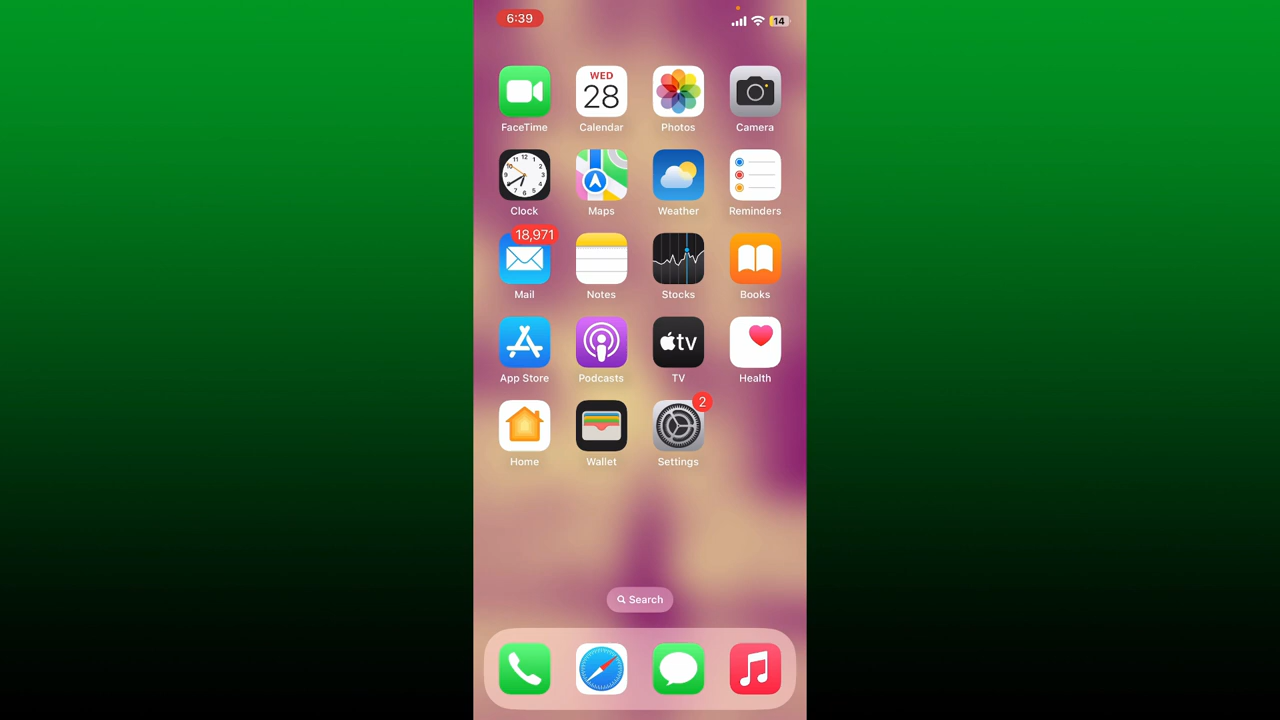 6:39
14
WED
28
FaceTime Calendar Photos Camera
Clock Maps Weather Reminders
18,971
Mail Notes Stocks Books
tv
App Store Podcasts TV Health
2
Home Wallet Settings
Search